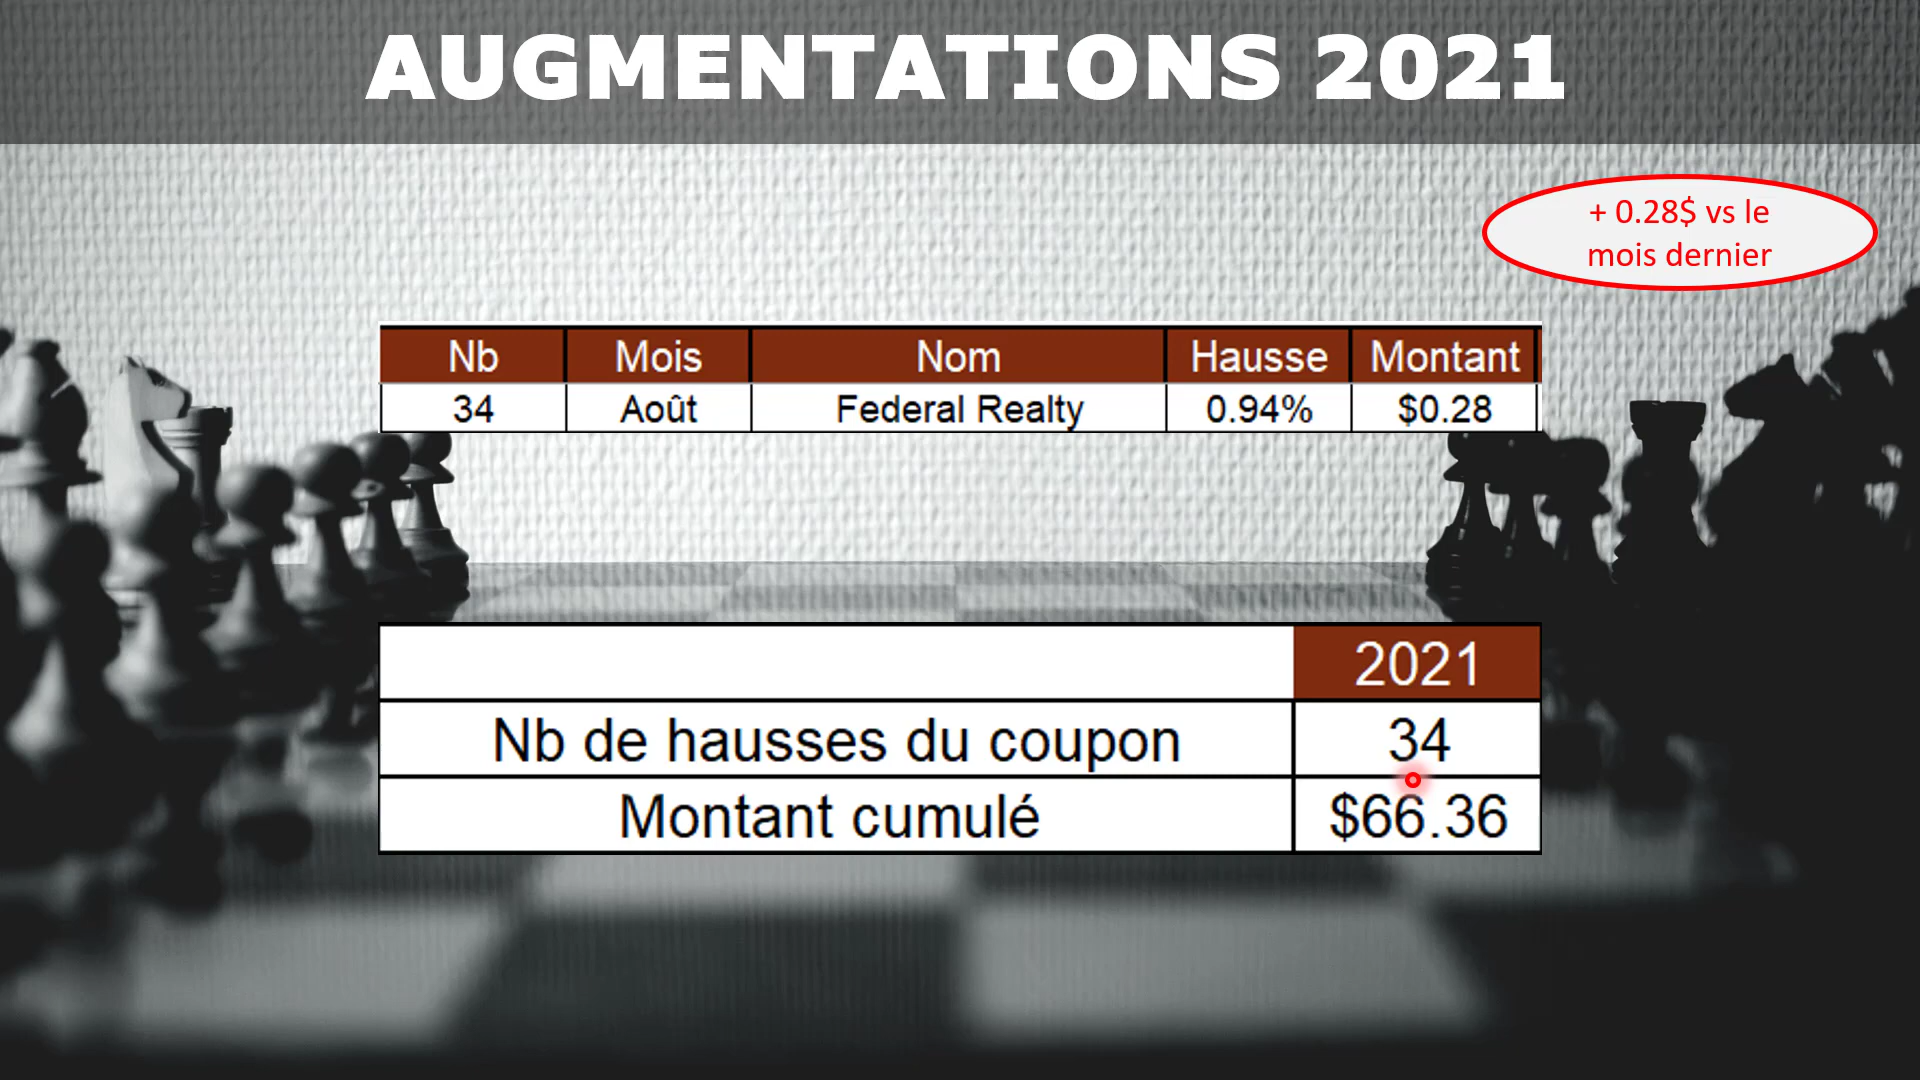 AUGMENTATIONS 2021
+ 0.28$ vs le
mois dernier
Nb Mois Nom Hausse Montant
34 Août Federal Realty 0.94% $0.28
2021
Nb de hausses du coupon 34
Montant cumulé $66.36